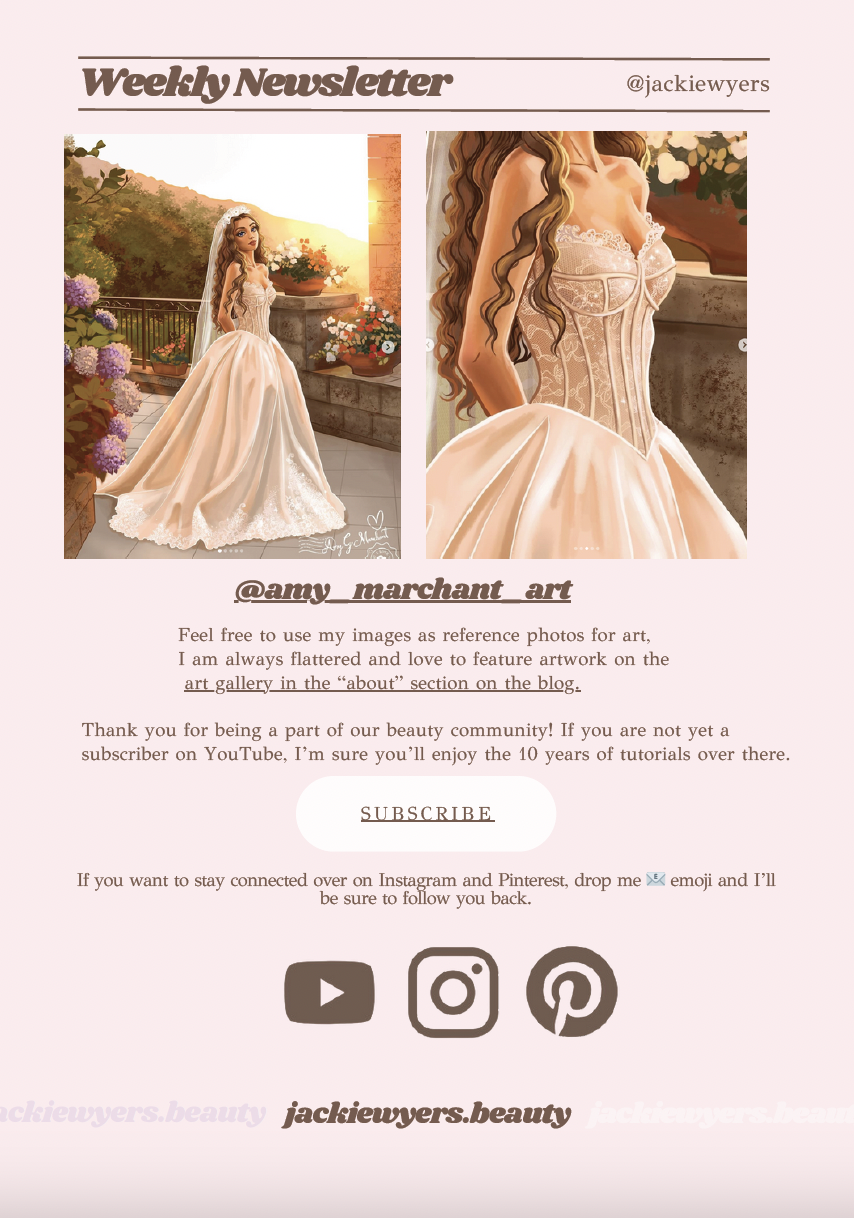 Weekly Newsletter
@jackiewyers
@amy_marchant_art
Feel free to use my images as reference photos for art,
I am always flattered and love to feature artwork on the
art gallery in the “about” section on the blog.
Thank you for being a part of our beauty community! If you are not yet a
subscriber on YouTube, I’m sure you’ll enjoy the 10 years of tutorials over there.
SUBSCRIBE
If you want to stay connected over on Instagram and Pinterest, drop me 📧 emoji and I’ll
be sure to follow you back.
ackiewyers.beauty jackiewyers.beauty jackiewyers.beaut